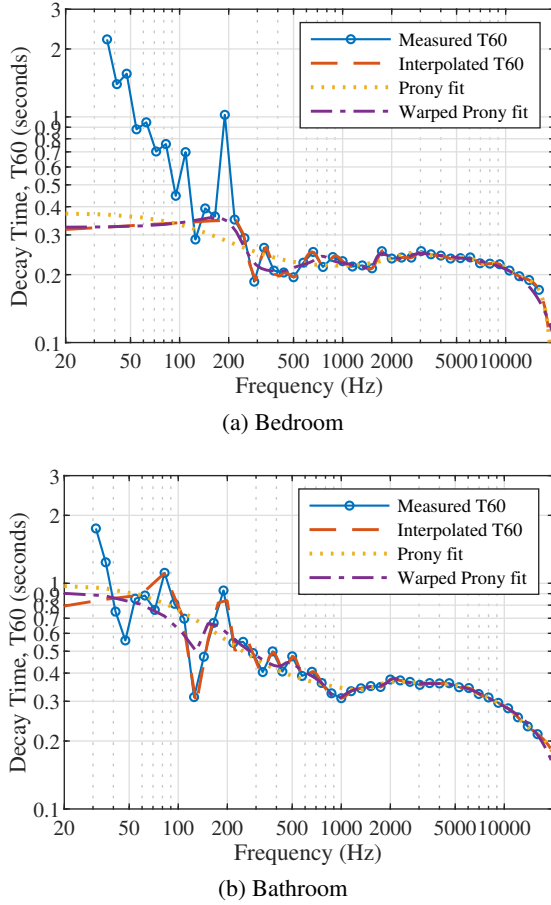 3
2
1
0.9
0.8
0.7
0.6
0.5
0.4
0.3
0.2
0.1
Decay Time, T60 (seconds)
Measured T60
Interpolated T60
Prony fit
Warped Prony fit
20 50 100 200 500 1000 2000 5000 10000
Frequency (Hz)
(a) Bedroom
3
2
1
0.9
0.8
0.7
0.6
0.5
0.4
0.3
0.2
0.1
Decay Time, T60 (seconds)
Measured T60
Interpolated T60
Prony fit
Warped Prony fit
20 50 100 200 500 1000 2000 5000 10000
Frequency (Hz)
(b) Bathroom